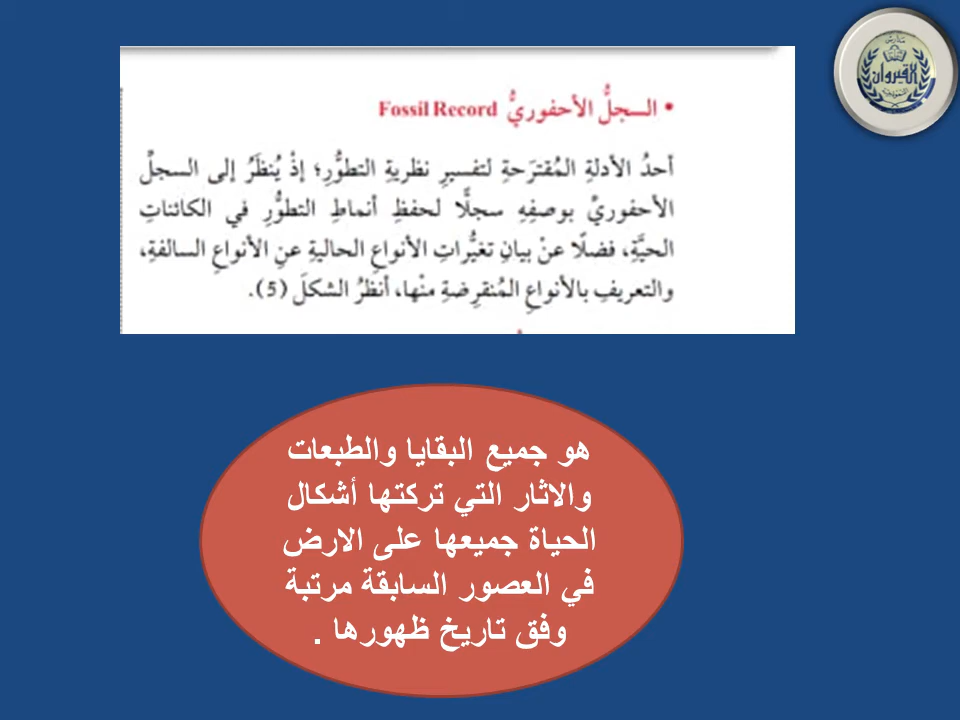 مدارس
القيروان
• السجلُّ الأحفوريُّ Fossil Record
أحدُ الأدلةِ المُقترَحةِ لتفسيرِ نظريةِ التطوُّرِ؛ إذْ يُنظَرُ إلى السجلِّ
الأحفوريِّ بوصفِهِ سجلًّا لحفظِ أنماطِ التطوُّرِ في الكائناتِ
الحيَّةِ، فضلًا عنْ بيانِ تغيُّراتِ الأنواعِ الحاليةِ عنِ الأنواعِ السالفةِ،
والتعريفِ بالأنواعِ المُنقرِضةِ منْها، أنظرُ الشكلَ (5).
هو جميع البقايا والطبعات
والاثار التي تركتها أشكال
الحياة جميعها على الارض
في العصور السابقة مرتبة
وفق تاريخ ظهورها .